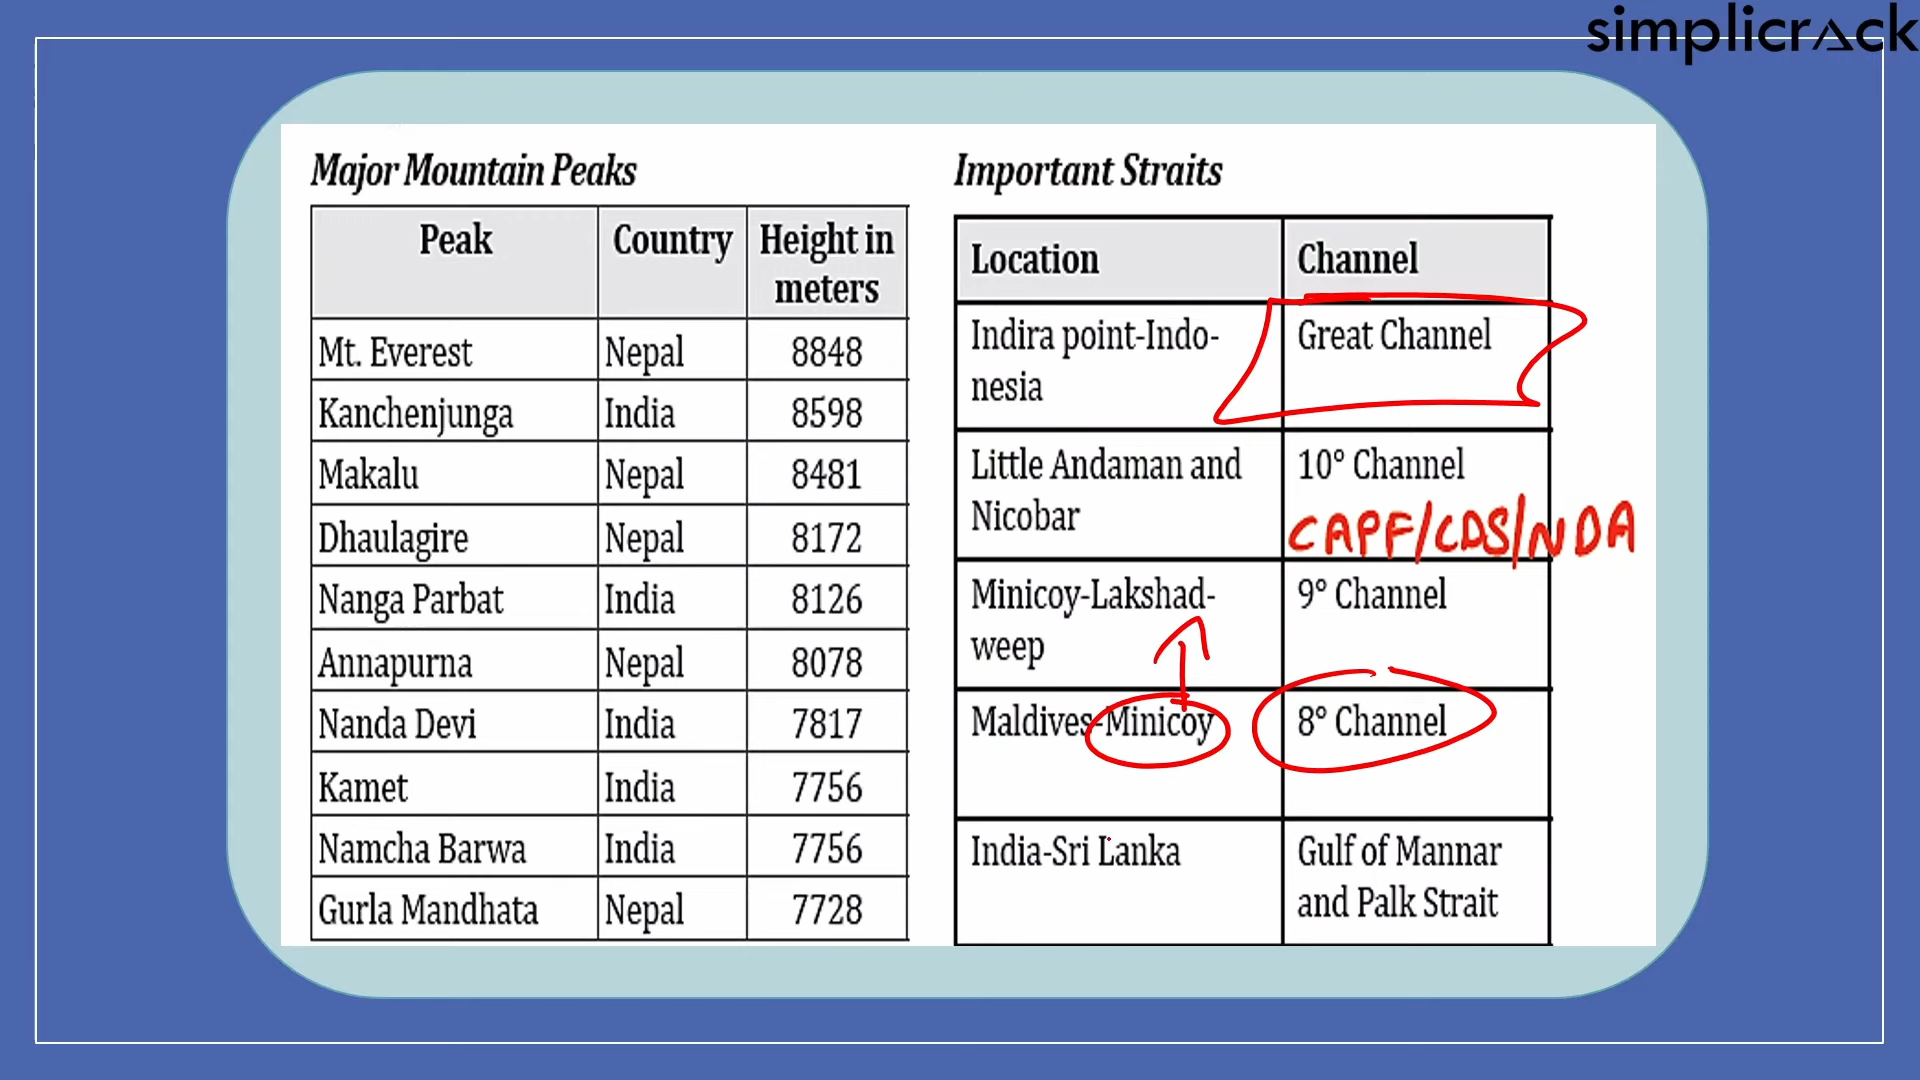 simplicrack
Major Mountain Peaks
Peak Country Height in
meters
Mt. Everest Nepal 8848
Kanchenjunga India 8598
Makalu Nepal 8481
Dhaulagire Nepal 8172
Nanga Parbat India 8126
Annapurna Nepal 8078
Nanda Devi India 7817
Kamet India 7756
Namcha Barwa India 7756
Gurla Mandhata Nepal 7728
Important Straits
Location Channel
Indira point-Indo- Great Channel
nesia
Little Andaman and 10° Channel
Nicobar CAPF/CDS/NDA
Minicoy-Lakshad- 9° Channel
weep
Maldives-Minicoy 8° Channel
India-Sri Lanka Gulf of Mannar
and Palk Strait